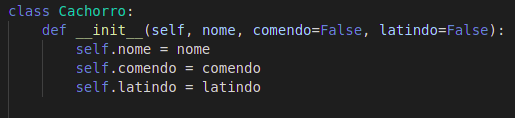 class Cachorro:
    def __init__(self, nome, comendo=False, latindo=False):
        self.nome = nome
        self.comendo = comendo
        self.latindo = latindo